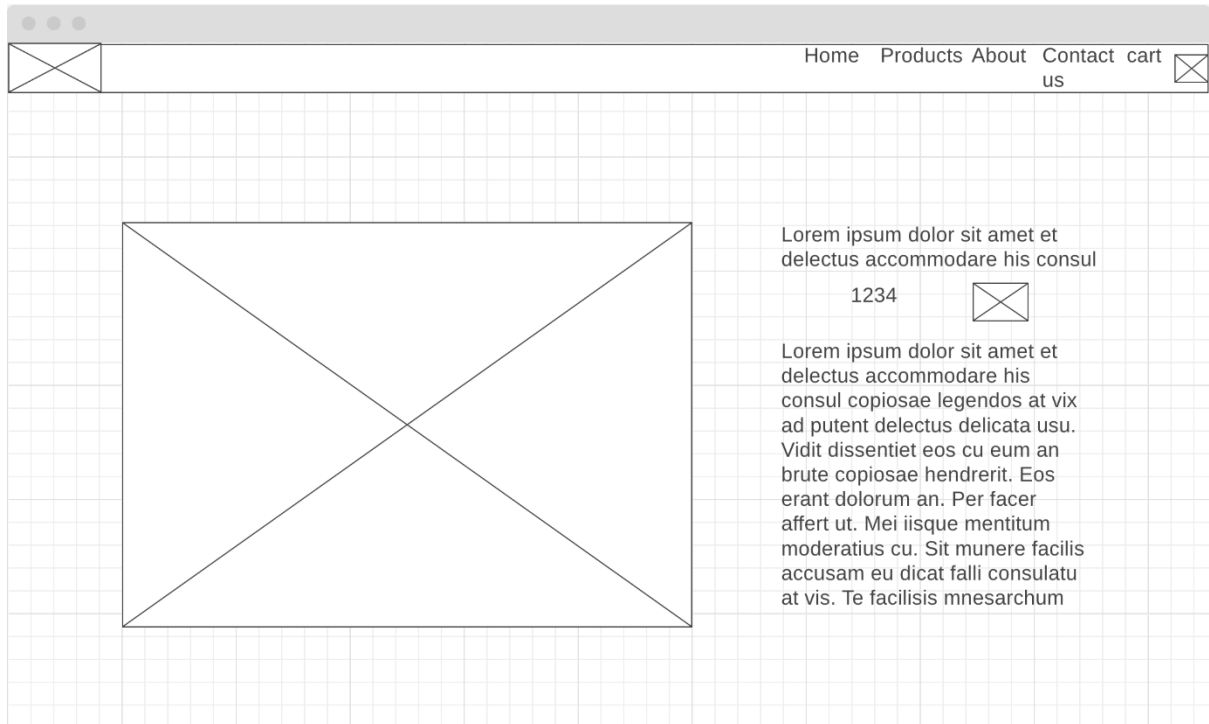 Home Products About Contact us cart
Lorem ipsum dolor sit amet et
delectus accommodare his consul
1234
Lorem ipsum dolor sit amet et
delectus accommodare his
consul copiosae legendos at vix
ad putent delectus delicata usu.
Vidit dissentiet eos cu eum an
brute copiosae hendrerit. Eos
erant dolorum an. Per facer
affert ut. Mei iisque mentitum
moderatius cu. Sit munere facilis
accusam eu dicat falli consulatu
at vis. Te facilisis mnesarchum